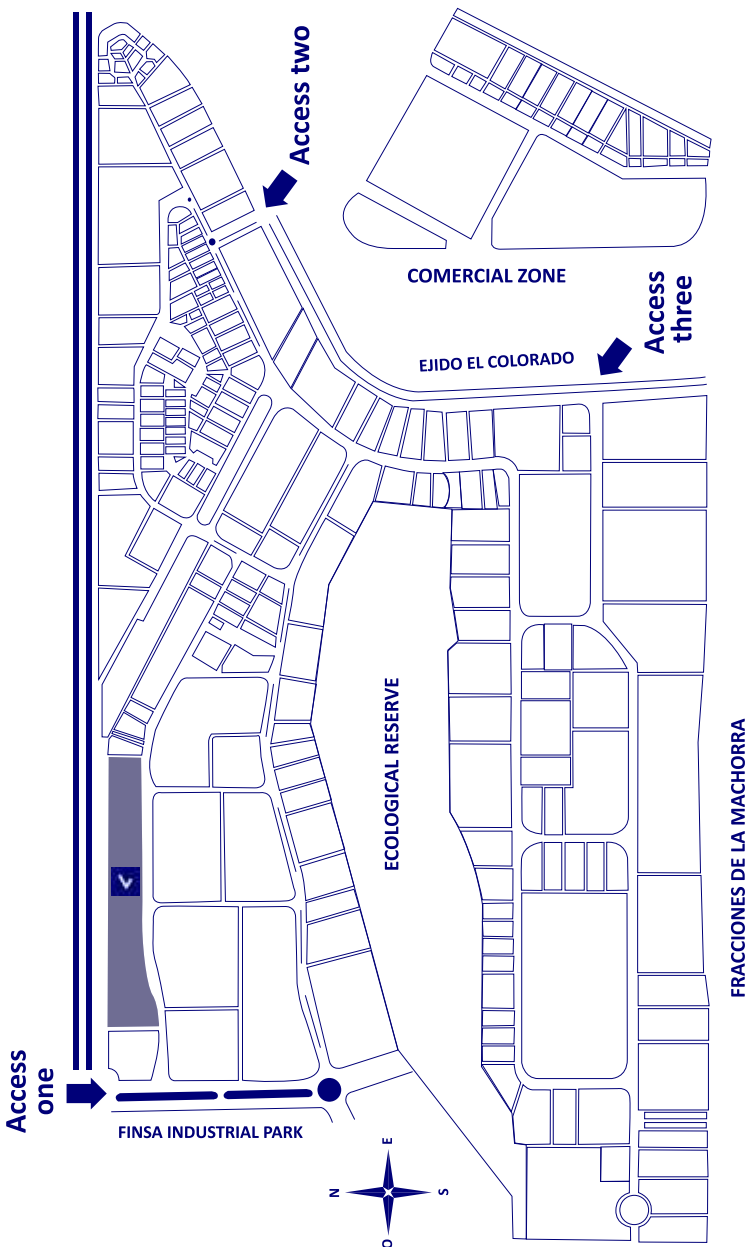 Access two
COMERCIAL ZONE
Access
three
EJIDO EL COLORADO
ECOLOGICAL RESERVE
FRACCIONES DE LA MACHORRA
Access
one
FINSA INDUSTRIAL PARK
E
N
S
O